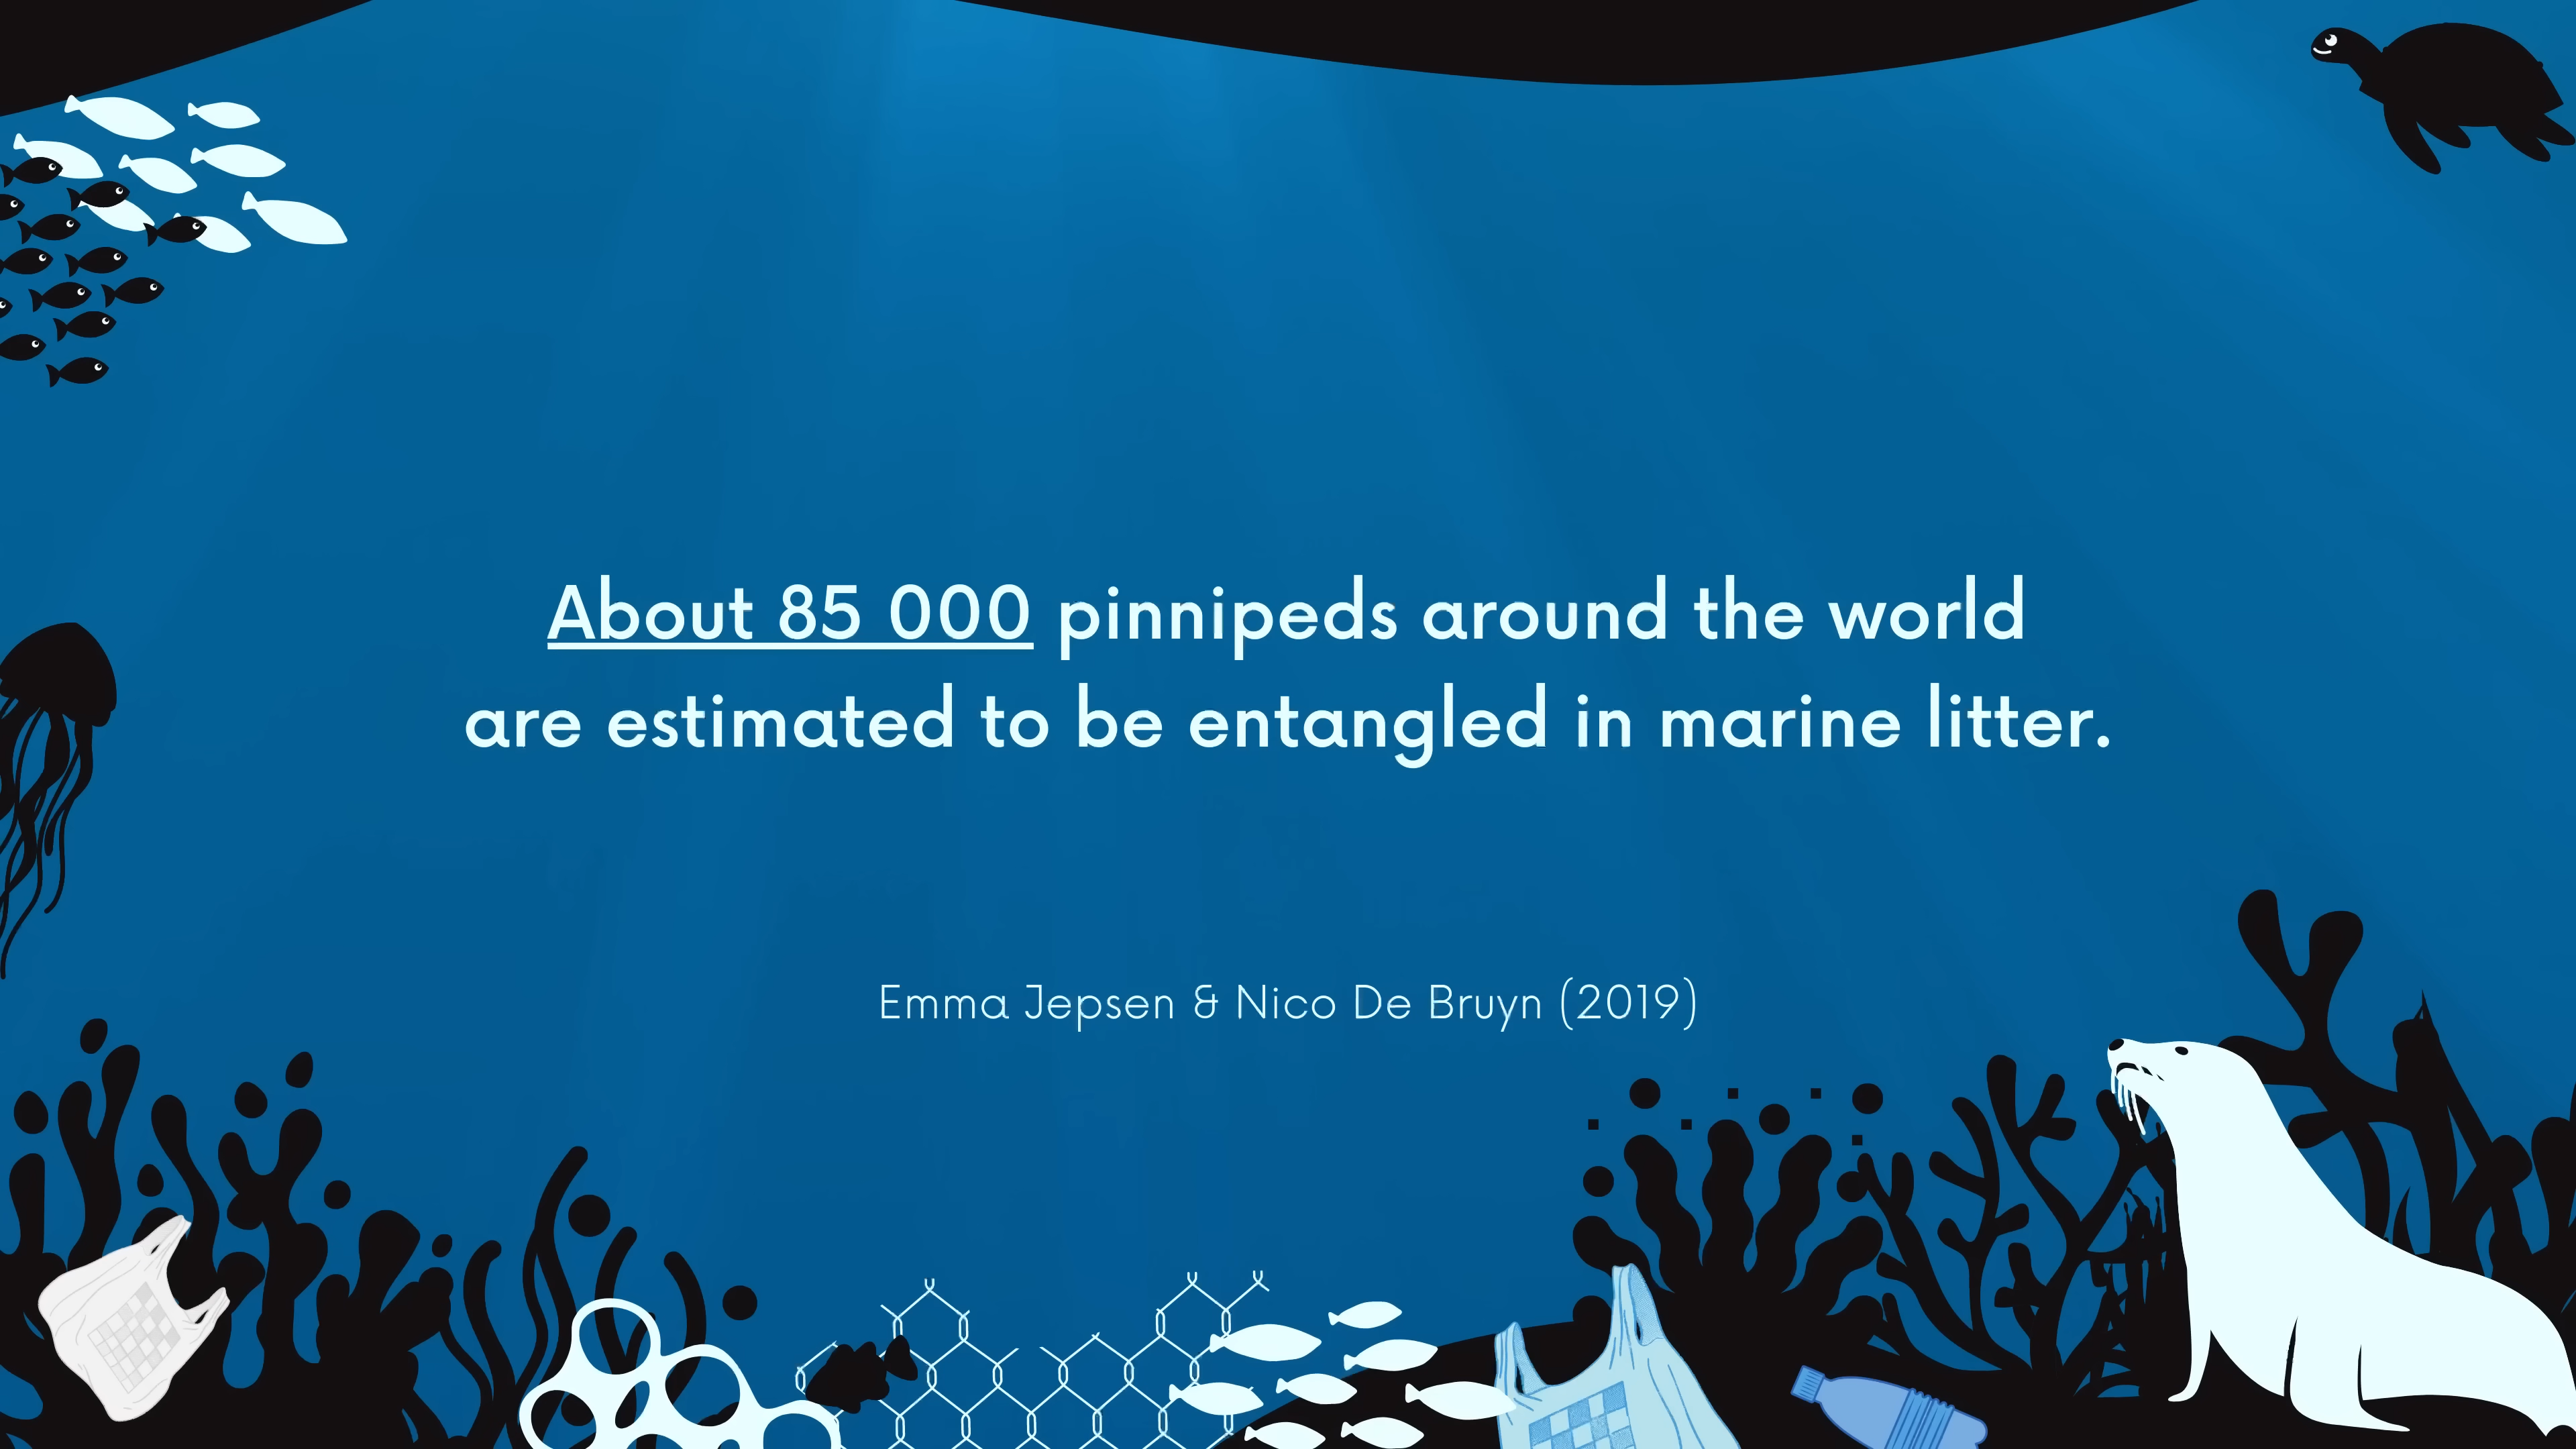 About 85 000 pinnipeds around the world
are estimated to be entangled in marine litter.
Emma Jepsen & Nico De Bruyn (2019)